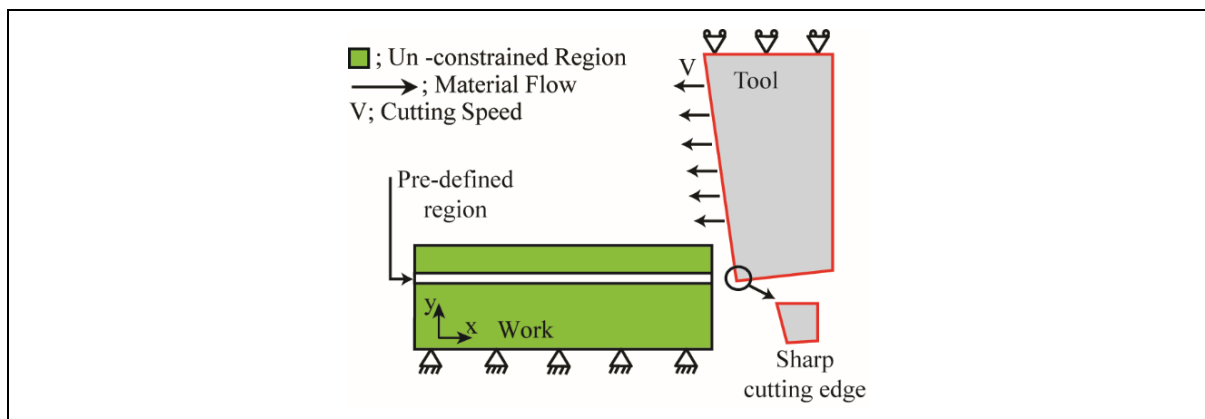 ; Un -constrained Region
; Material Flow
V; Cutting Speed
V
Tool
Pre-defined
region
y
x
Work
Sharp
cutting edge